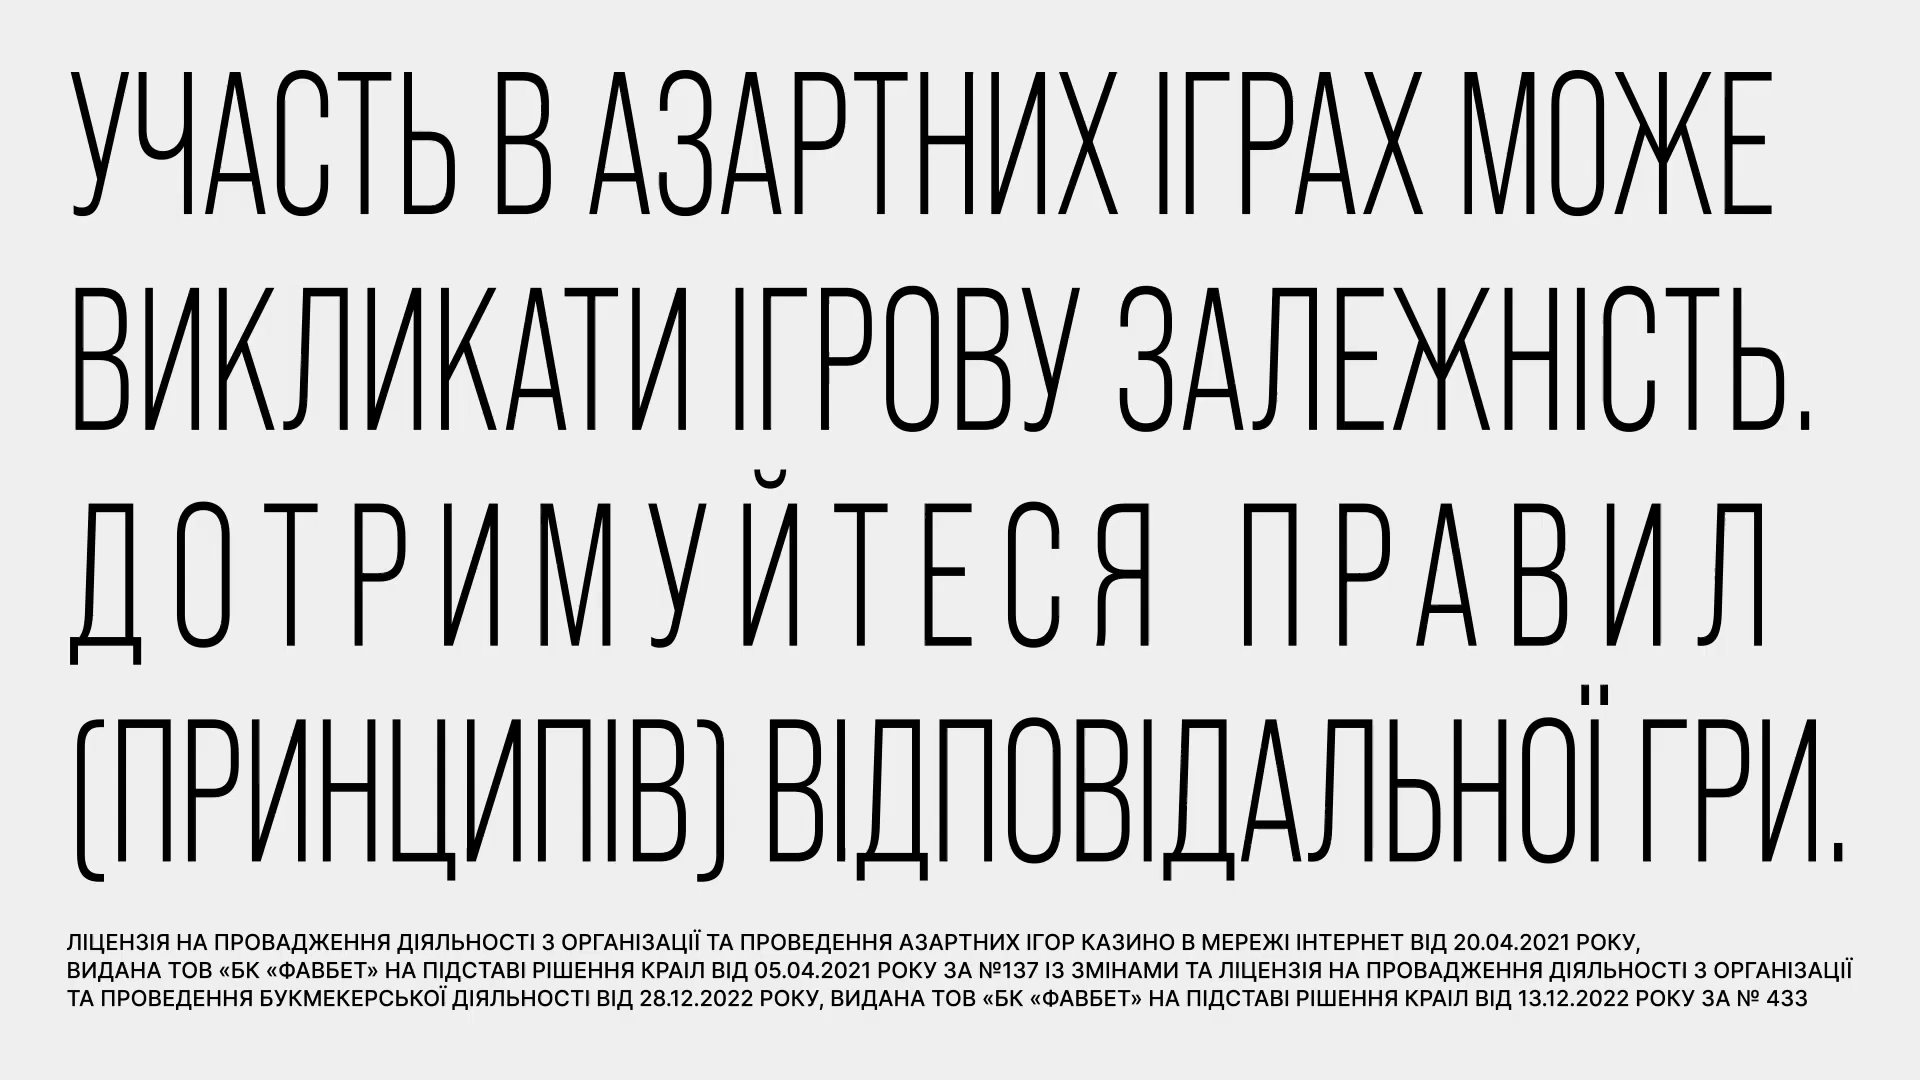 УЧАСТЬ В АЗАРТНИХ ІГРАХ МОЖЕ
ВИКЛИКАТИ ІГРОВУ ЗАЛЕЖНІСТЬ.
ДОТРИМУЙТЕСЯ ПРАВИЛ
(ПРИНЦИПІВ) ВІДПОВІДАЛЬНОЇ ГРИ.
ЛІЦЕНЗІЯ НА ПРОВАДЖЕННЯ ДІЯЛЬНОСТІ З ОРГАНІЗАЦІЇ ТА ПРОВЕДЕННЯ АЗАРТНИХ ІГОР КАЗИНО В МЕРЕЖІ ІНТЕРНЕТ ВІД 20.04.2021 РОКУ,
ВИДАНА ТОВ «БК «ФАВБЕТ» НА ПІДСТАВІ РІШЕННЯ КРАІЛ ВІД 05.04.2021 РОКУ ЗА №137 ІЗ ЗМІНАМИ ТА ЛІЦЕНЗІЯ НА ПРОВАДЖЕННЯ ДІЯЛЬНОСТІ З ОРГАНІЗАЦІЇ
ТА ПРОВЕДЕННЯ БУКМЕКЕРСЬКОЇ ДІЯЛЬНОСТІ ВІД 28.12.2022 РОКУ, ВИДАНА ТОВ «БК «ФАВБЕТ» НА ПІДСТАВІ РІШЕННЯ КРАІЛ ВІД 13.12.2022 РОКУ ЗА № 433